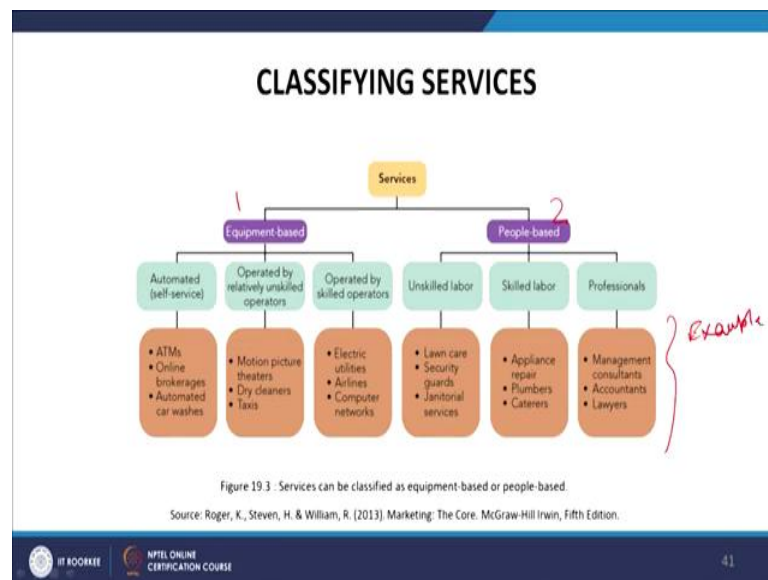 CLASSIFYING SERVICES
Services
1
2
Equipment-based
People-based
Automated
(self-service)
Operated by
relatively unskilled
operators
Operated by
skilled operators
Unskilled labor
Skilled labor
Professionals
• ATMs
• Online
brokerages
• Automated
car washes
• Motion picture
theaters
• Dry cleaners
• Taxis
• Electric
utilities
• Airlines
• Computer
networks
• Lawn care
• Security
guards
• Janitorial
services
• Appliance
repair
• Plumbers
• Caterers
• Management
consultants
• Accountants
• Lawyers
Example
Figure 19.3 : Services can be classified as equipment-based or people-based.
Source: Roger, K., Steven, H. & William, R. (2013). Marketing: The Core. McGraw-Hill Irwin, Fifth Edition.
IIT ROORKEE
NPTEL ONLINE
CERTIFICATION COURSE
41